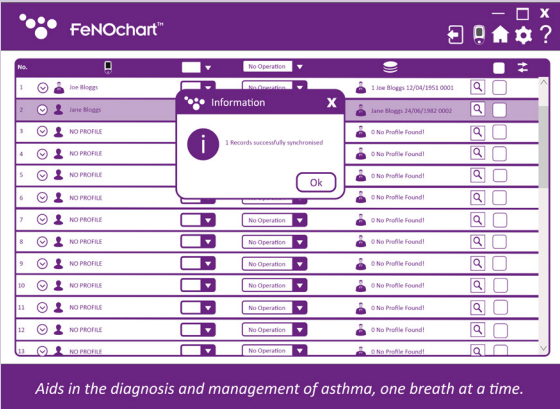 FeNOchart™
?
No.
No Operation
1 Joe Bloggs 1 Joe Bloggs 12/04/1951 0001
2 Jane Bloggs Jane Bloggs 24/06/1982 0002
Information X
i
1 Records successfully synchronised
Ok
3 NO PROFILE 0 No Profile Found!
4 NO PROFILE 0 No Profile Found!
5 NO PROFILE 0 No Profile Found!
6 NO PROFILE No Operation 0 No Profile Found!
7 NO PROFILE No Operation 0 No Profile Found!
8 NO PROFILE No Operation 0 No Profile Found!
9 NO PROFILE No Operation 0 No Profile Found!
10 NO PROFILE No Operation 0 No Profile Found!
11 NO PROFILE No Operation 0 No Profile Found!
12 NO PROFILE No Operation 0 No Profile Found!
13 NO PROFILE No Operation 0 No Profile Found!
Aids in the diagnosis and management of asthma, one breath at a time.